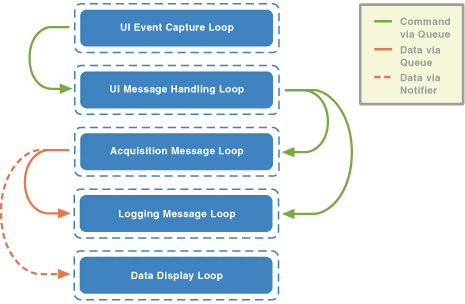 UI Event Capture Loop
UI Message Handling Loop
Acquisition Message Loop
Logging Message Loop
Data Display Loop
Command
via Queue
Data via
Queue
Data via
Notifier